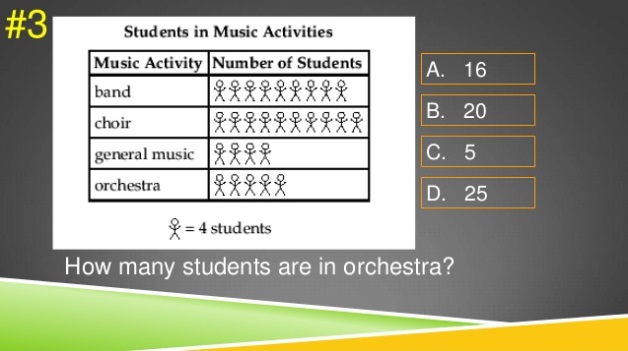 #3
Students in Music Activities
Music Activity Number of Students
band
choir
general music
orchestra
= 4 students
A. 16
B. 20
C. 5
D. 25
How many students are in orchestra?